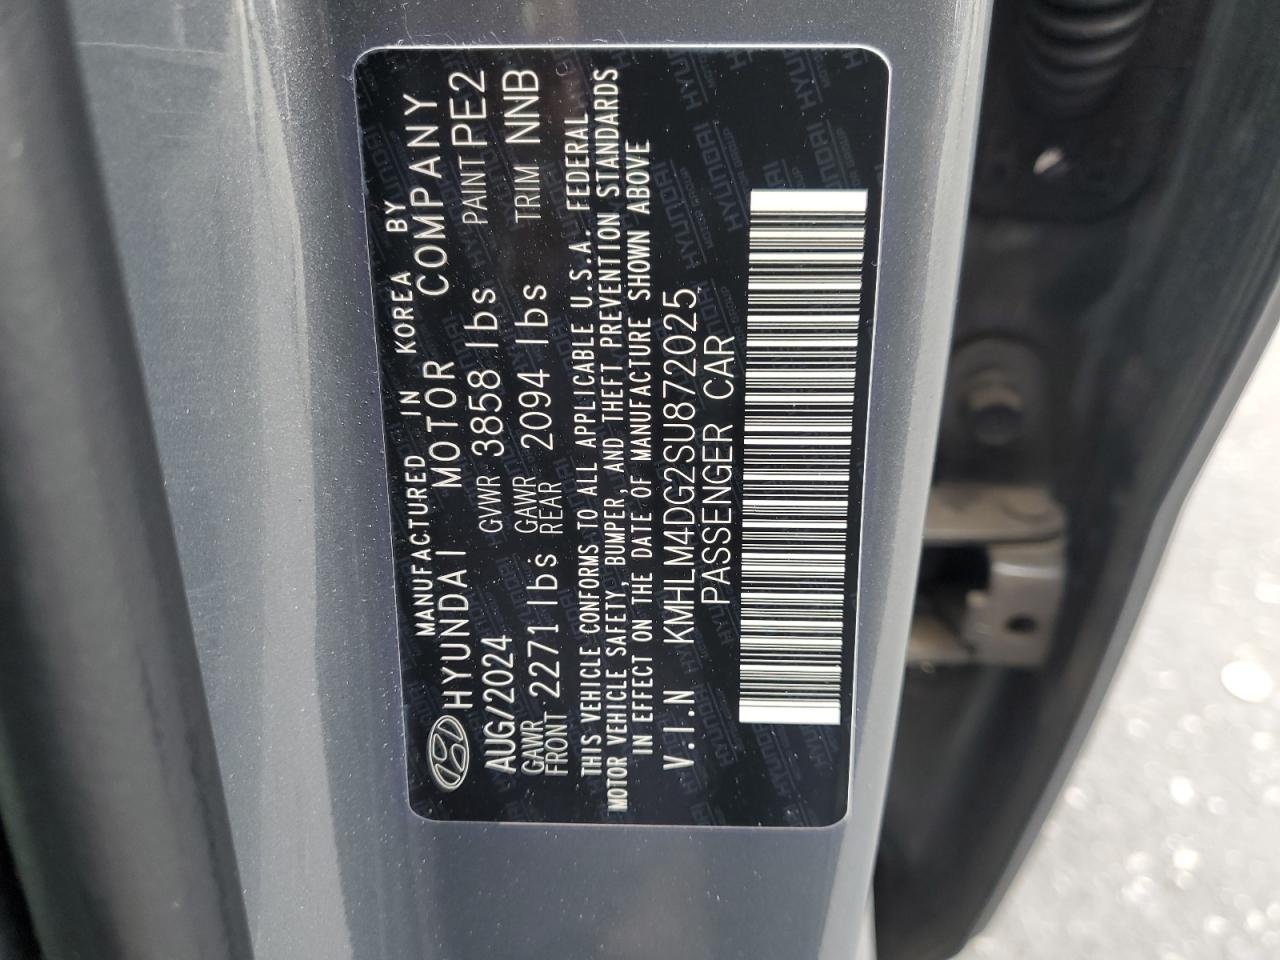 MANUFACTURED IN KOREA BY
HYUNDAI MOTOR COMPANY
AUG/2024 GVWR 3858 lbs PAINT PE2
GAWR FRONT 2271 lbs GAWR REAR 2094 lbs TRIM NNB
THIS VEHICLE CONFORMS TO ALL APPLICABLE U.S.A. FEDERAL
MOTOR VEHICLE SAFETY, BUMPER, AND THEFT PREVENTION STANDARDS
IN EFFECT ON THE DATE OF MANUFACTURE SHOWN ABOVE
V.I.N KMHLM4DG2SU872025
PASSENGER CAR